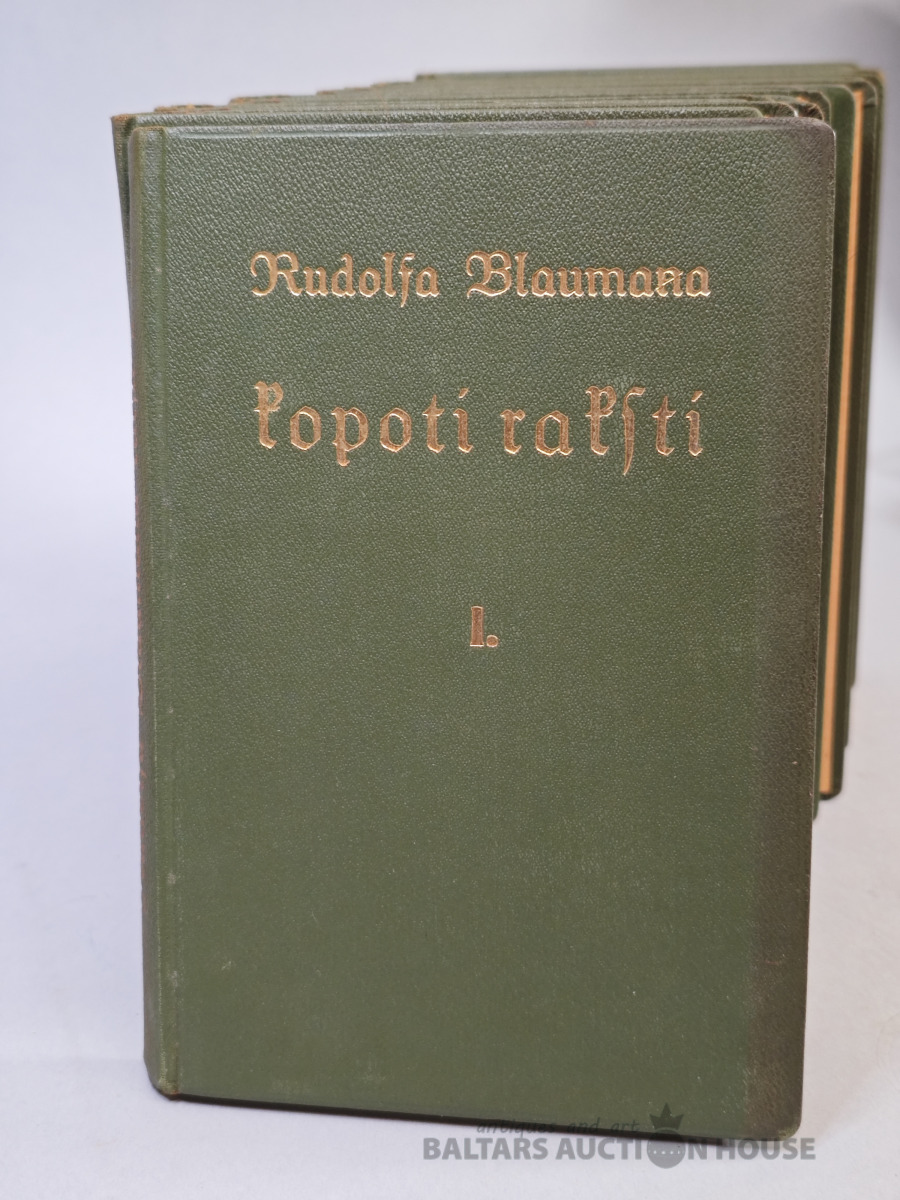 Rudolfa Blaumaņa
kopoti rakſti
I.
antiques and art
BALTARS AUCTION HOUSE